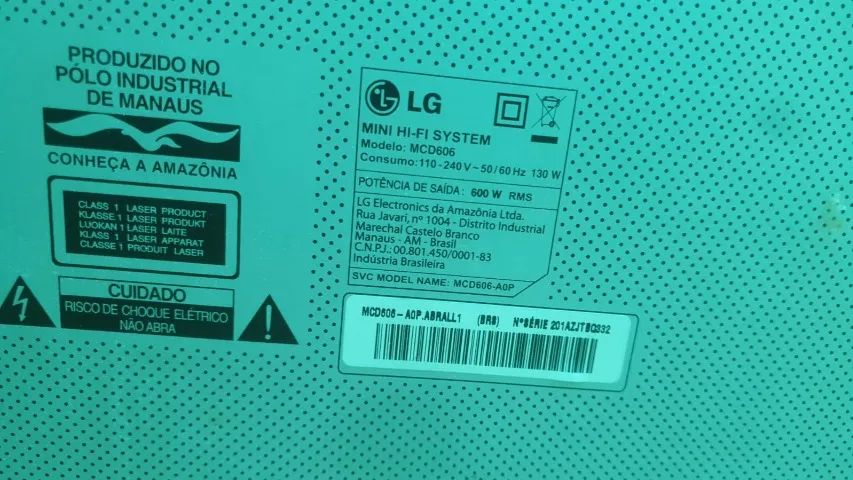 PRODUZIDO NO
PÓLO INDUSTRIAL
DE MANAUS
CONHEÇA A AMAZÔNIA
CLASS 1 LASER PRODUCT
KLASSE 1 LASER PRODUKT
LUOKAN 1 LASER LAITE
KLASS 1 LASER APPARAT
CLASSE 1 PRODUIT LASER
CUIDADO
RISCO DE CHOQUE ELÉTRICO
NÃO ABRA
LG
MINI HI-FI SYSTEM
Modelo: MCD606
Consumo: 110-240 V~50/60 Hz 130 W
POTÊNCIA DE SAÍDA: 600 W RMS
LG Electronics da Amazônia Ltda.
Rua Javari, nº 1004 - Distrito Industrial
Marechal Castelo Branco
Manaus - AM - Brasil
C.N.P.J.: 00.801.450/0001-83
Indústria Brasileira
SVC MODEL NAME: MCD606-A0P
MCD606-A0P.ABRALL1 (BRS) NºSÉRIE 201AZJTBQ332